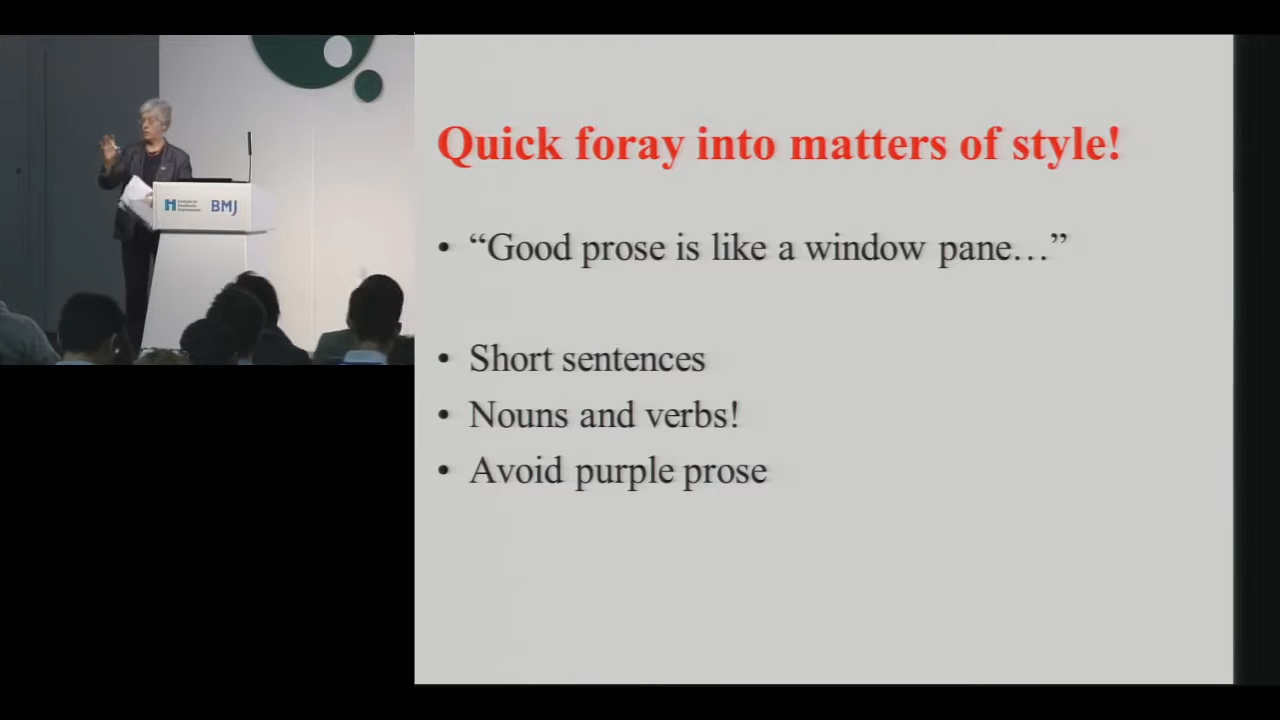 Quick foray into matters of style!
• “Good prose is like a window pane…”
• Short sentences
• Nouns and verbs!
• Avoid purple prose
BMJ